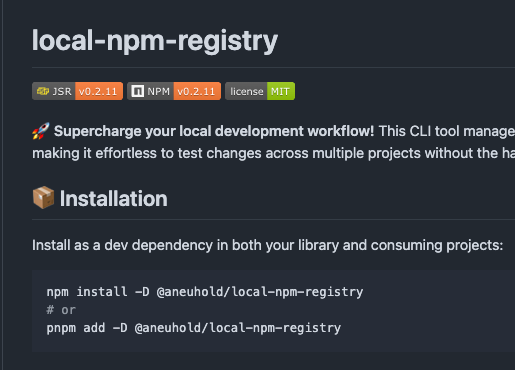 local-npm-registry
JSR v0.2.11 NPM v0.2.11 license MIT
🚀 Supercharge your local development workflow! This CLI tool manage
making it effortless to test changes across multiple projects without the ha
📦 Installation
Install as a dev dependency in both your library and consuming projects:
npm install -D @aneuhold/local-npm-registry
# or
pnpm add -D @aneuhold/local-npm-registry